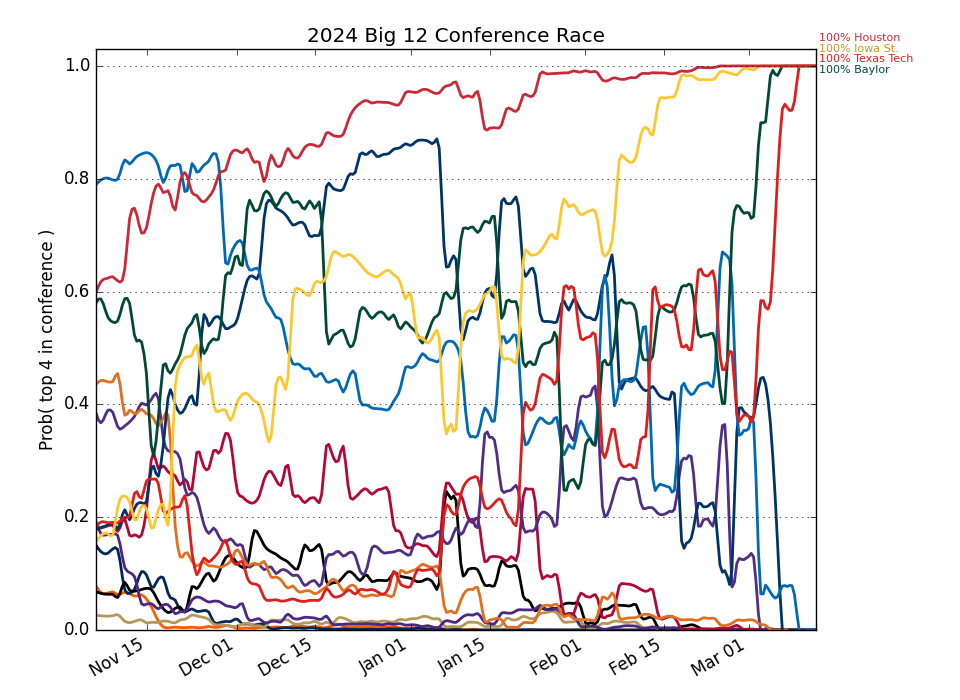 2024 Big 12 Conference Race
100% Houston
100% Iowa St.
100% Texas Tech
100% Baylor
Prob( top 4 in conference )
1.0
0.8
0.6
0.4
0.2
0.0
Nov 15
Dec 01
Dec 15
Jan 01
Jan 15
Feb 01
Feb 15
Mar 01